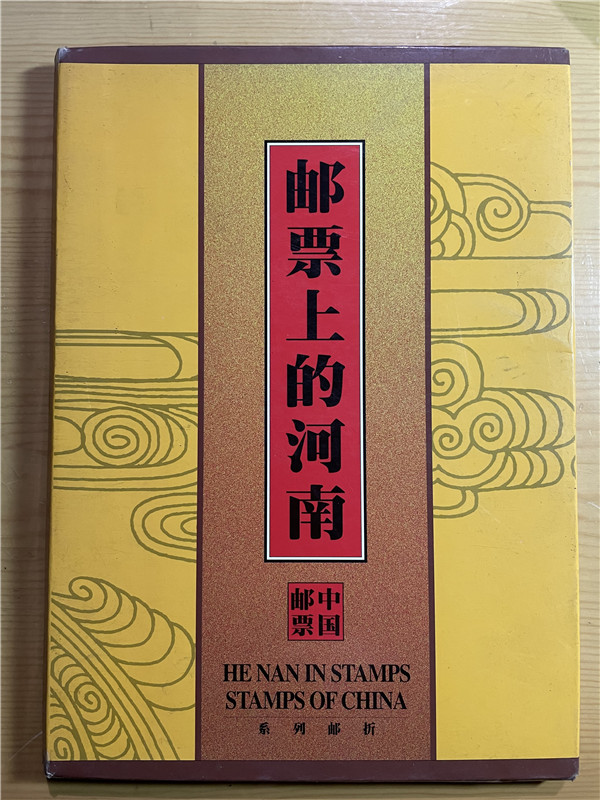 邮票上的河南
中国
邮票
HE NAN IN STAMPS
STAMPS OF CHINA
系列邮折